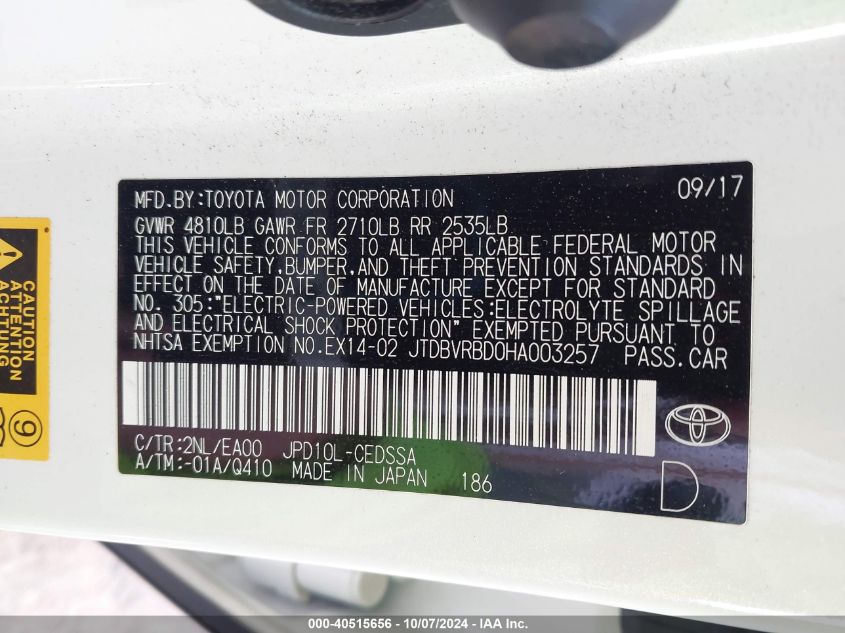 MFD.BY:TOYOTA MOTOR CORPORATION 09/17
GVWR 4810LB GAWR FR 2710LB RR 2535LB
THIS VEHICLE CONFORMS TO ALL APPLICABLE FEDERAL MOTOR
VEHICLE SAFETY,BUMPER,AND THEFT PREVENTION STANDARDS IN
EFFECT ON THE DATE OF MANUFACTURE EXCEPT FOR STANDARD
NO. 305:"ELECTRIC-POWERED VEHICLES:ELECTROLYTE SPILLAGE
AND ELECTRICAL SHOCK PROTECTION" EXEMPTED PURSUANT TO
NHTSA EXEMPTION NO.EX14-02 JTDBVRBD0HA003257 PASS.CAR
C/TR:2NL/EA00 JPD10L-CEDSSA
A/TM:-01A/Q410 MADE IN JAPAN 186
D
CAUTION
ATTENTION
ACHTUNG
9
000-40515656 - 10/07/2024 - IAA Inc.